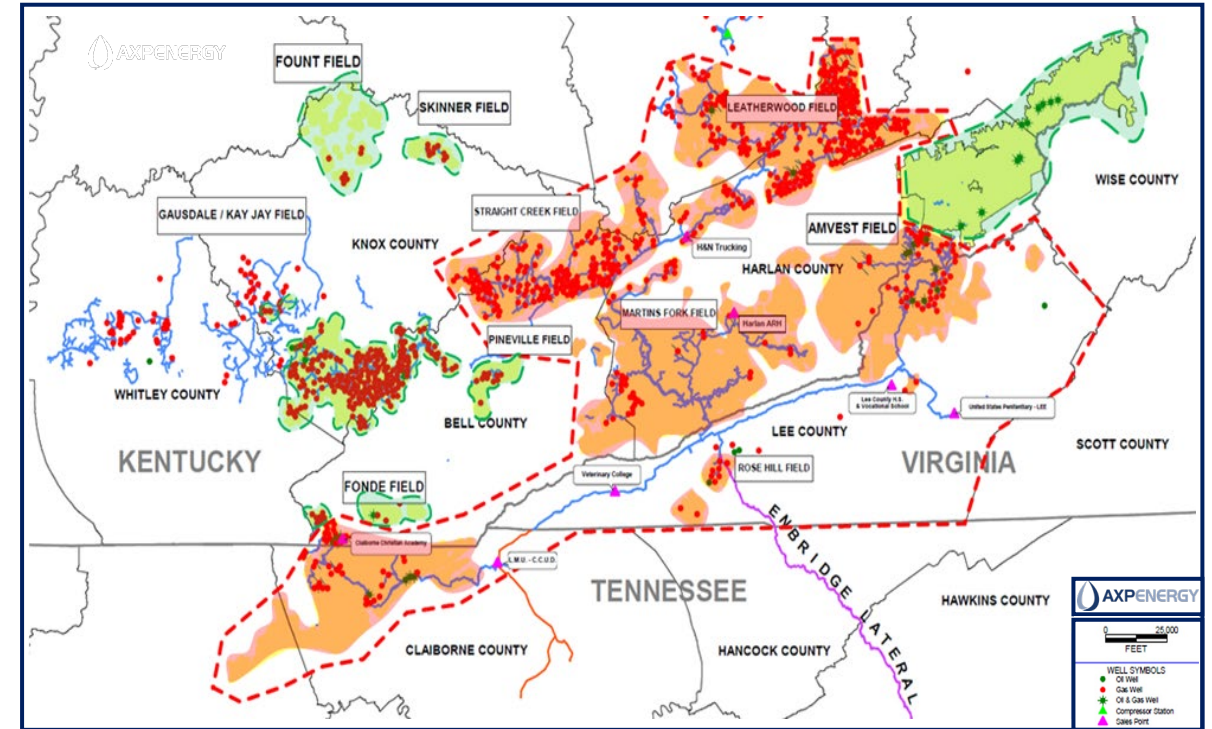 AXPENERGY
FOUNT FIELD
SKINNER FIELD
LEATHERWOOD FIELD
WISE COUNTY
GAUSDALE / KAY JAY FIELD
STRAIGHT CREEK FIELD
KNOX COUNTY
AMVEST FIELD
H&N Trucking
HARLAN COUNTY
MARTINS FORK FIELD
Harlan ARH
PINEVILLE FIELD
WHITLEY COUNTY
BELL COUNTY
Lee County H.S.
& Vocational School
United States Penitentiary - LEE
LEE COUNTY
SCOTT COUNTY
KENTUCKY
VIRGINIA
Veterinary College
ROSE HILL FIELD
FONDE FIELD
Claiborne Christian Academy
L.M.U. - C.C.U.D.
ENBRIDGE LATERAL
TENNESSEE
HAWKINS COUNTY
CLAIBORNE COUNTY
HANCOCK COUNTY
AXPENERGY
0 25,000
FEET
WELL SYMBOLS
Oil Well
Gas Well
Oil & Gas Well
Compressor Station
Sales Point